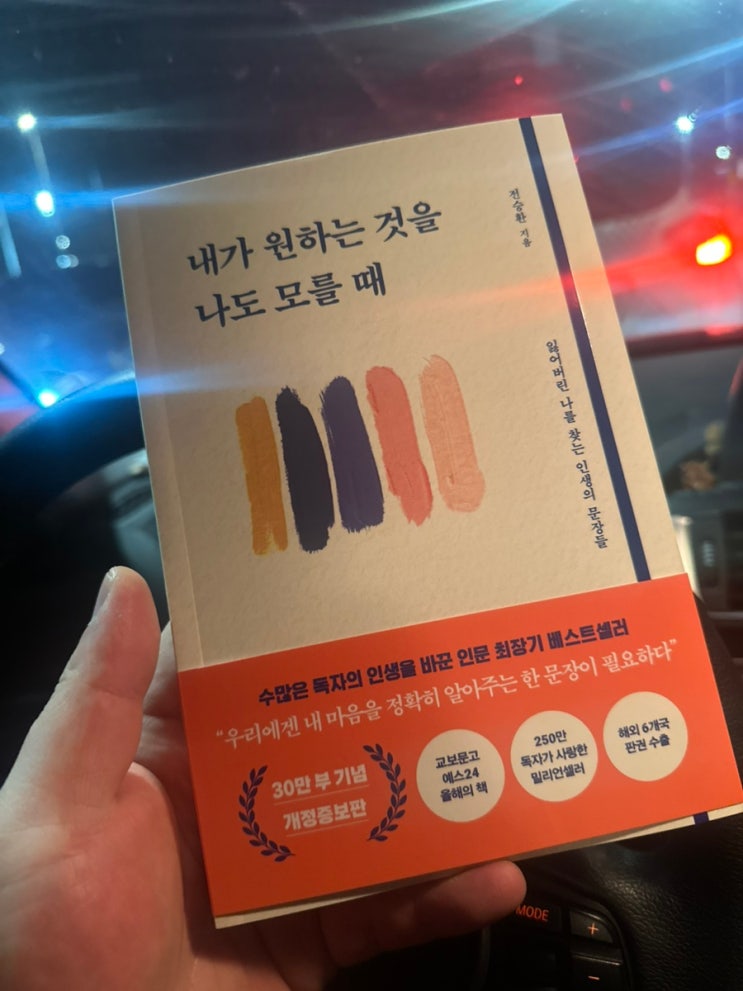 내가 원하는 것을
나도 모를 때
전승환 지음
잃어버린 나를 찾는 인생의 문장들
수많은 독자의 인생을 바꾼 인문 최장기 베스트셀러
“우리에겐 내 마음을 정확히 알아주는 한 문장이 필요하다”
30만 부 기념
개정증보판
교보문고
예스24
올해의 책
250만
독자가 사랑한
밀리언셀러
해외 6개국
판권 수출
MODE
+
−